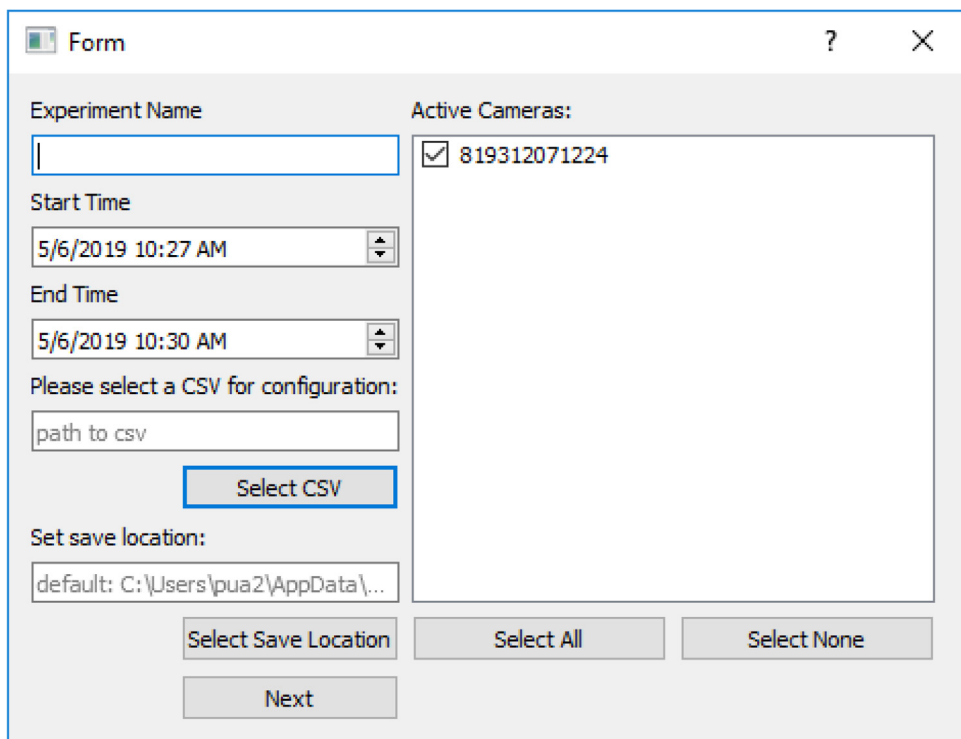 Form
Experiment Name
Start Time
5/6/2019 10:27 AM
End Time
5/6/2019 10:30 AM
Please select a CSV for configuration:
path to csv
Select CSV
Set save location:
default: C:\Users\pua2\AppData\...
Select Save Location
Next
Active Cameras:
819312071224
Select All
Select None